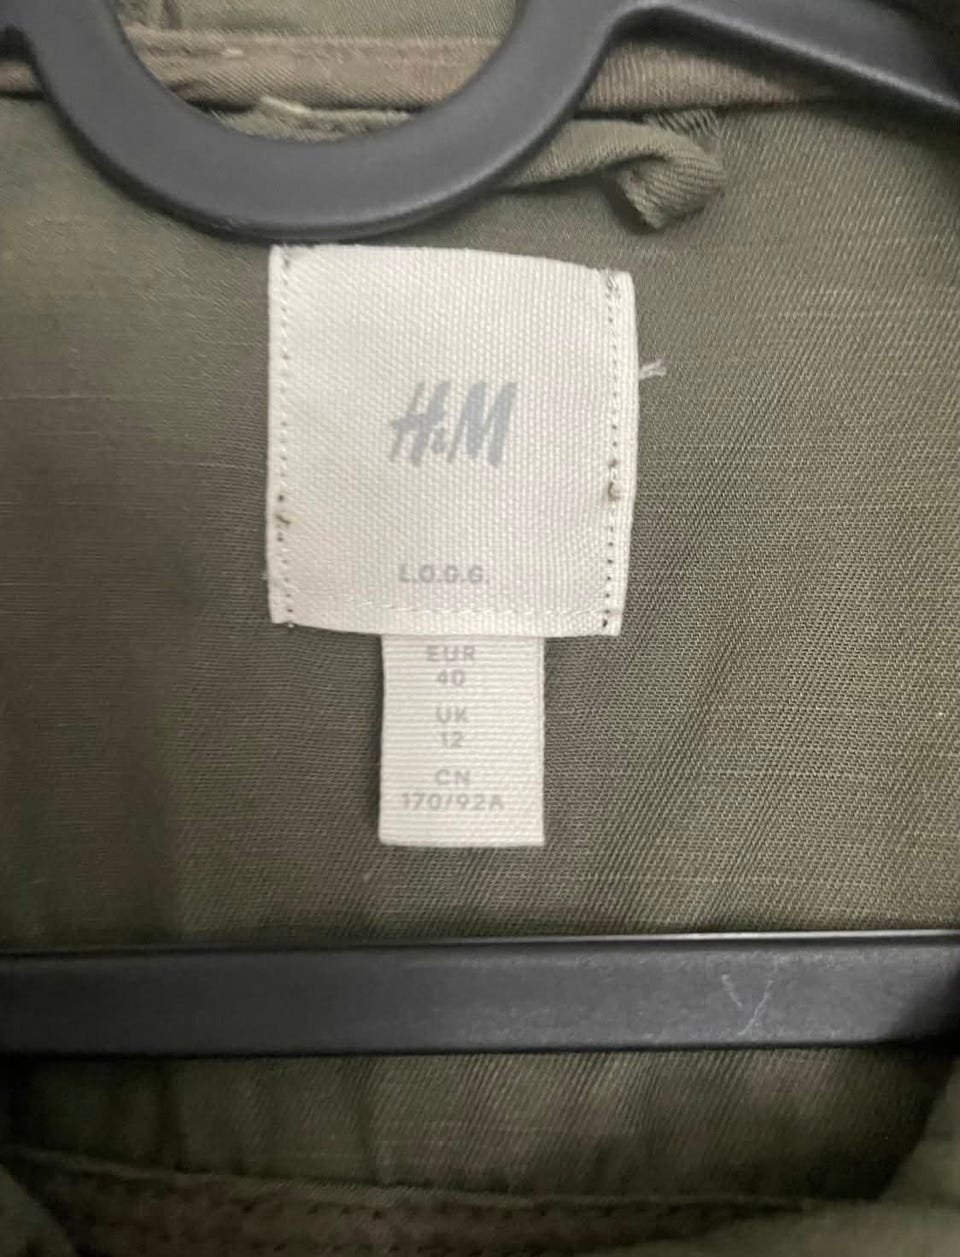 H&M
L.O.G.G.
EUR
40
UK
12
CN
170/92A